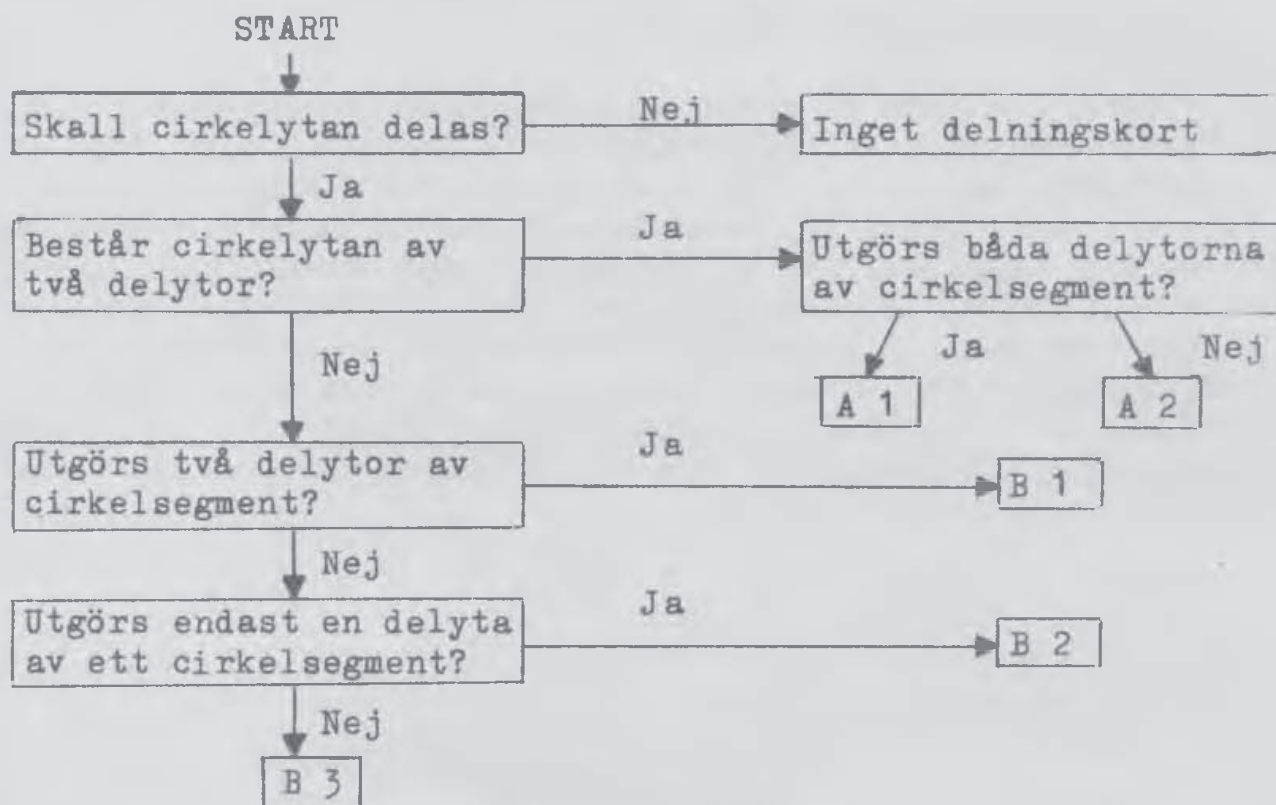 START
Skall cirkelytan delas?
Nej
Inget delningskort
Ja
Består cirkelytan av
två delytor?
Ja
Utgörs båda delytorna
av cirkelsegment?
Ja
Nej
A 1
A 2
Nej
Utgörs två delytor av
cirkelsegment?
Ja
B 1
Nej
Utgörs endast en delyta
av ett cirkelsegment?
Ja
B 2
Nej
B 3